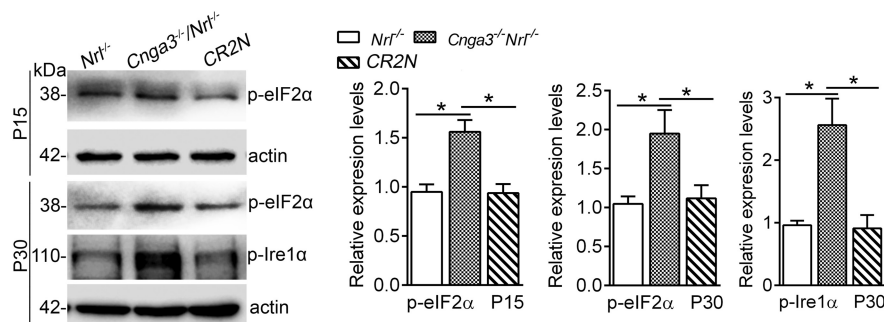 Nrl-/-
Cnga3-/-/Nrl-/-
CR2N
kDa
P15
38-
p-eIF2α
42-
actin
P30
38-
p-eIF2α
110-
p-Ire1α
42-
actin
Nrl-/-
Cnga3-/-Nrl-/-
CR2N
Relative expression levels
2.0
1.5
1.0
0.5
0.0
*
*
p-eIF2α P15
Relative expression levels
2.5
2.0
1.5
1.0
0.5
0.0
*
*
p-eIF2α P30
Relative expression levels
3
2
1
0
*
*
p-Ire1α P30